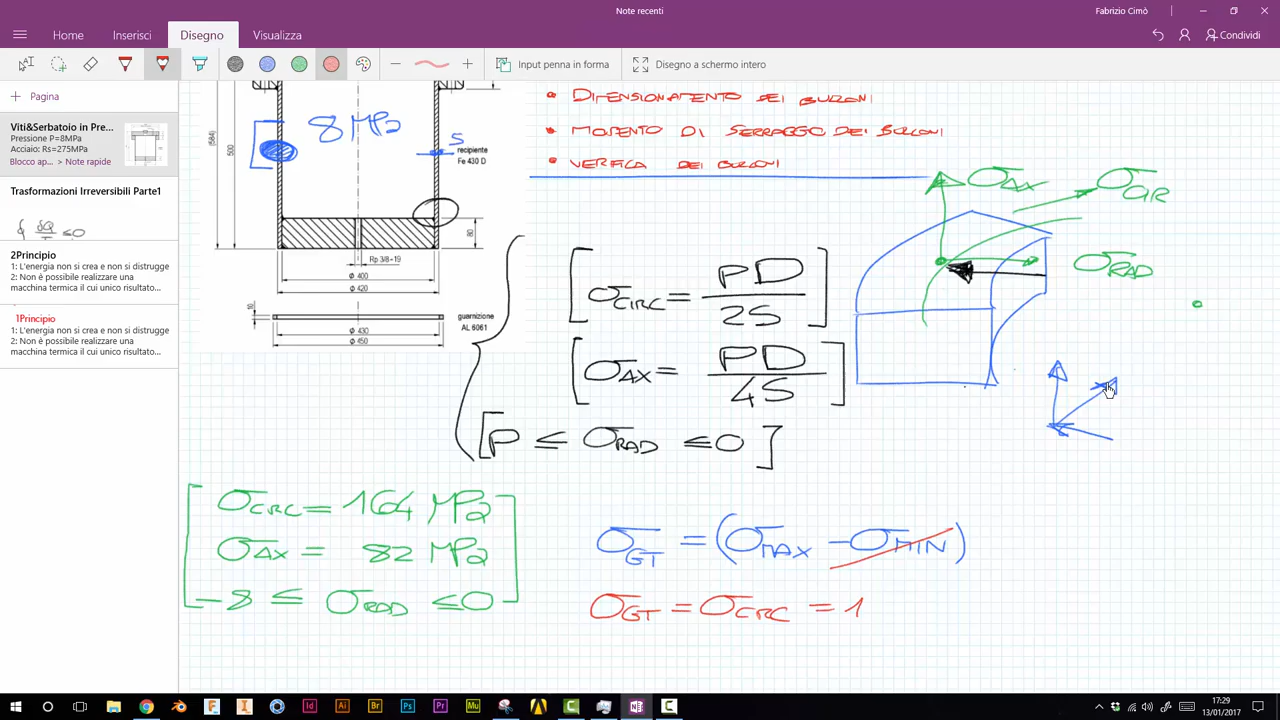 Note recenti
Fabrizio Cimò
Home
Inserisci
Disegno
Visualizza
Condividi
Input penna in forma
Disegno a schermo intero
Pagina
Viti&Serbatoio in Pre...
Pressione P=8MPa
Acciaio: Rs=275MPa
Blocco ap... > Note rapide
Trasformazioni Irreversibili Parte1
∮ δQ/T ≤0
2Principio
1: L'energia non si crea e non si distrugge
2: Non è possibile realizzare una
macchina termica il cui unico risultato...
1Principio
1: L'energia non si crea e non si distrugge
2: Non è possibile realizzare una
macchina termica il cui unico risultato...
(584)
500
8 MPa
S
recipiente
Fe 430 D
80
Rp 3/8-19
ϕ 400
ϕ 420
10
guarnizione
AL 6061
ϕ 430
ϕ 450
• DIMENSIONAMENTO DEI BULLONI
• MOMENTO DI SERRAGGIO DEI BULLONI
• VERIFICA DEI BULLONI
σAX
σCIR
σRAD
[σCIRC = PD/2S]
[σAX = PD/4S]
[P ≤ σRAD ≤0]
σCIRC = 164 MPa
σAX = 82 MPa
-8 ≤ σRAD ≤0
σGT = (σMAX - σMIN)
σGT = σCIRC = 1
17:29
13/01/2017